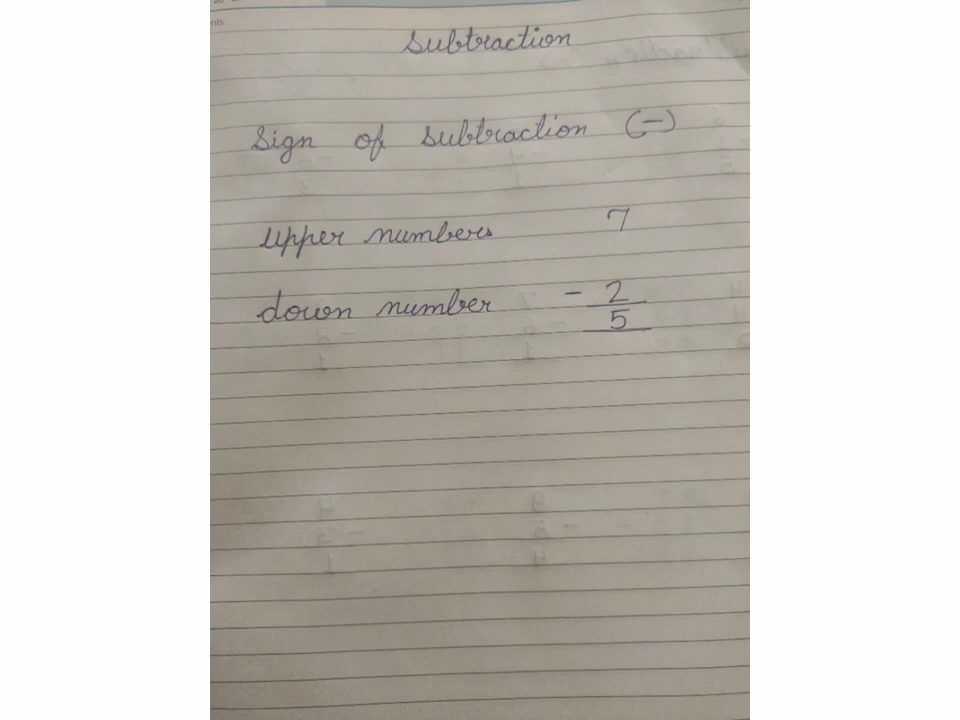 subtraction
sign of subtraction (-)
upper numbers 7
down number - 2
5